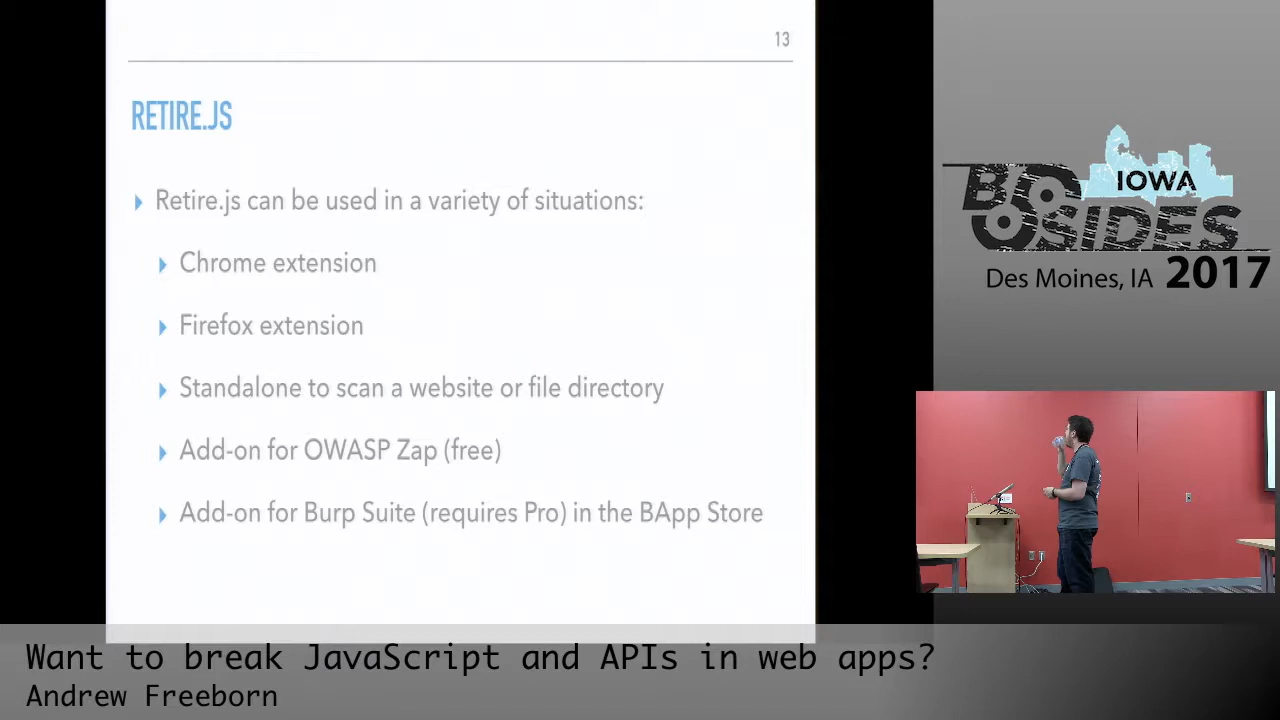 13
RETIRE.JS
Retire.js can be used in a variety of situations:
Chrome extension
Firefox extension
Standalone to scan a website or file directory
Add-on for OWASP Zap (free)
Add-on for Burp Suite (requires Pro) in the BApp Store
IOWA
BSIDES
Des Moines, IA 2017
Want to break JavaScript and APIs in web apps?
Andrew Freeborn